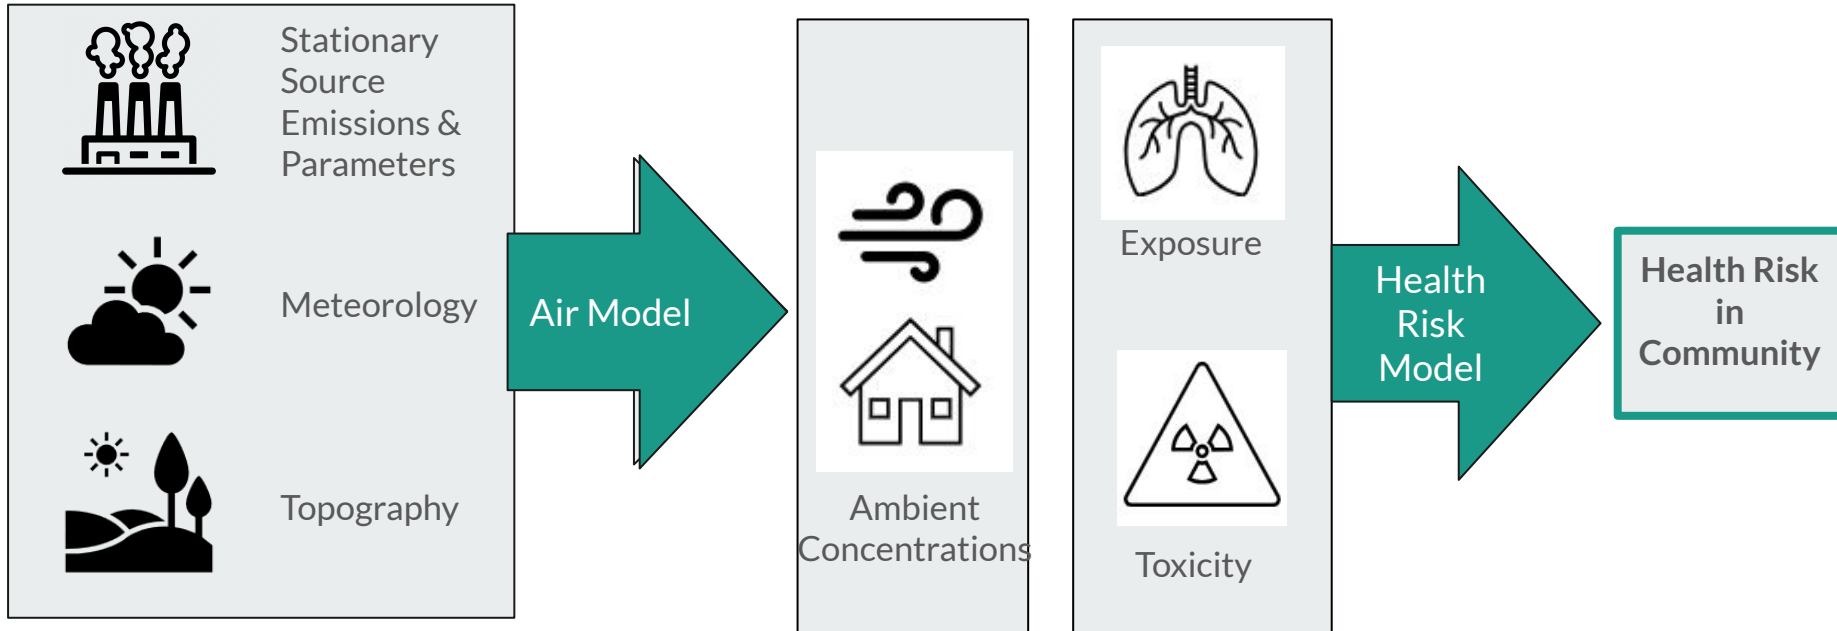 Stationary
Source
Emissions &
Parameters
Meteorology
Topography
Air Model
Ambient
Concentrations
Exposure
Toxicity
Health
Risk
Model
Health Risk
in
Community